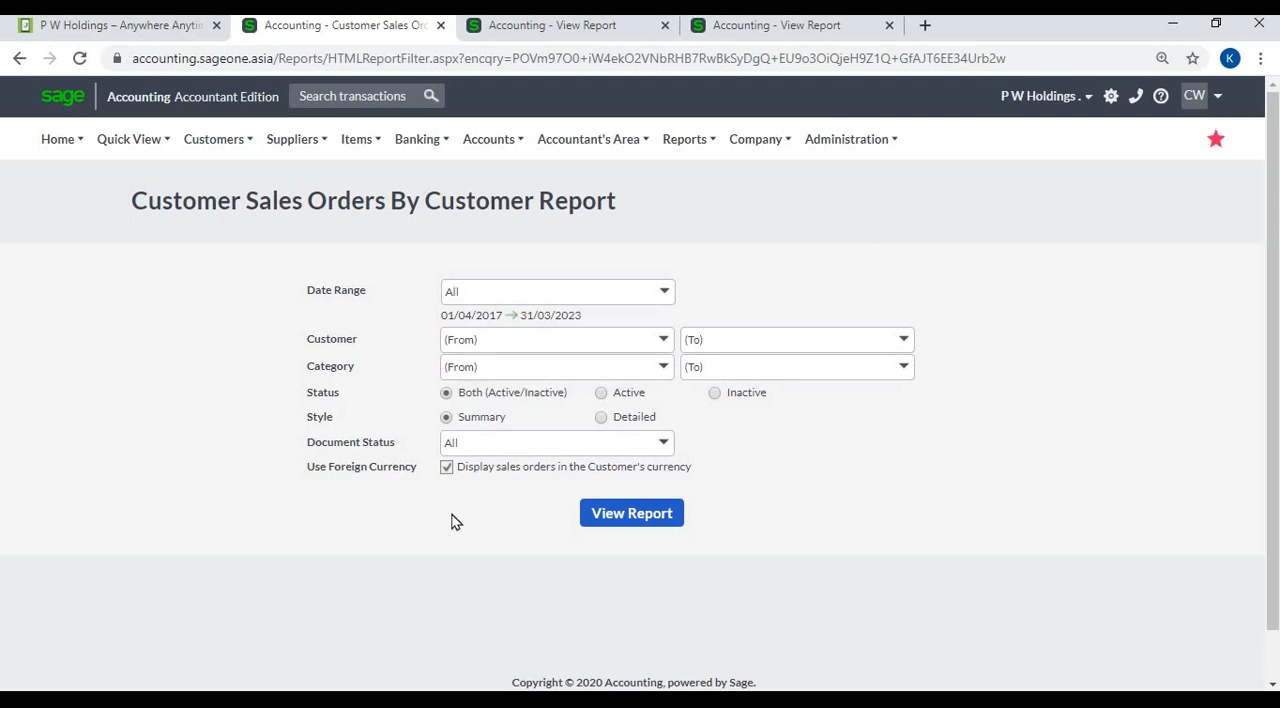 P W Holdings – Anywhere Anytin
Accounting - Customer Sales Orc
Accounting - View Report
Accounting - View Report
accounting.sageone.asia/Reports/HTMLReportFilter.aspx?encqry=POVm97O0+iW4ekO2VNbRHB7RwBkSyDgQ+EU9o3OiQjeH9Z1Q+GfAJT6EE34Urb2w
K
sage
Accounting Accountant Edition
Search transactions
P W Holdings .
CW
Home
Quick View
Customers
Suppliers
Items
Banking
Accounts
Accountant's Area
Reports
Company
Administration
Customer Sales Orders By Customer Report
Date Range
All
01/04/2017 → 31/03/2023
Customer
(From)
(To)
Category
(From)
(To)
Status
Both (Active/Inactive)
Active
Inactive
Style
Summary
Detailed
Document Status
All
Use Foreign Currency
Display sales orders in the Customer's currency
View Report
Copyright © 2020 Accounting, powered by Sage.